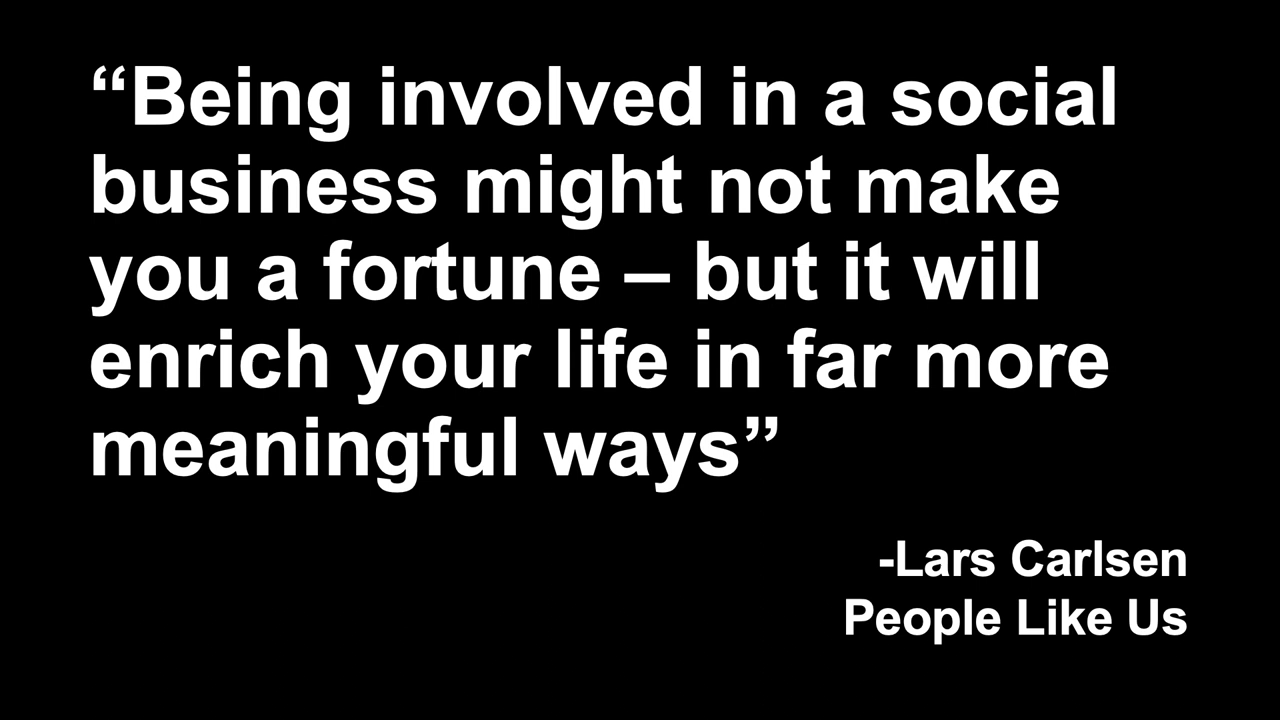 “Being involved in a social
business might not make
you a fortune – but it will
enrich your life in far more
meaningful ways”
-Lars Carlsen
People Like Us